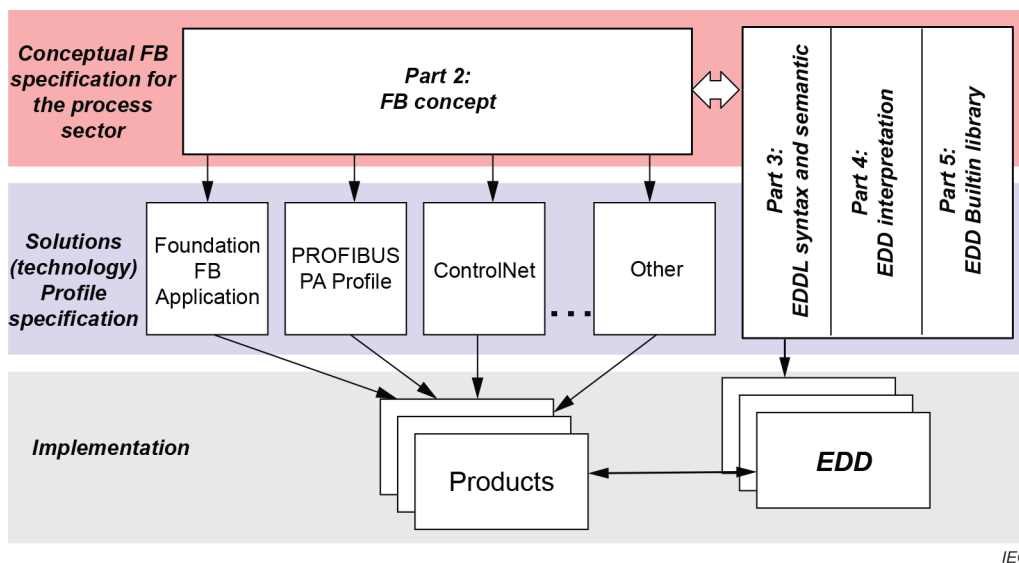 Conceptual FB
specification for
the process
sector
Part 2:
FB concept
Part 3:
EDDL syntax and semantic
Part 4:
EDD interpretation
Part 5:
EDD Builtin library
Solutions
(technology)
Profile
specification
Foundation
FB
Application
PROFIBUS
PA Profile
ControlNet
...
Other
Implementation
Products
EDD